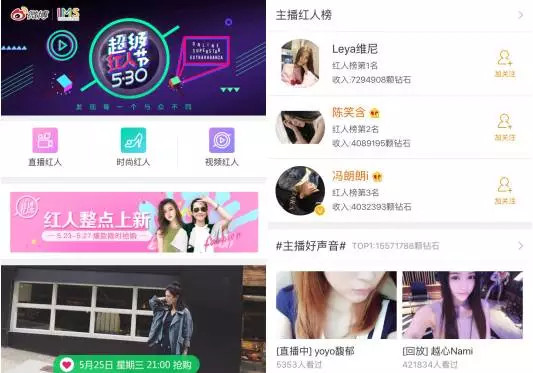 微博
IMS
超级
红人节
5:30
ONLINE
SUPERSTAR
EXTRAVAGANZA
发现每一个与众不同
直播红人
时尚红人
视频红人
红人整点上新
5.23-5.27 爆款限时抢购
5月25日 星期三 21:00 抢购
主播红人榜
Leya维尼
红人榜第1名
收入:7294908颗钻石
加关注
陈笑含
红人榜第2名
收入:4089195颗钻石
加关注
冯朗朗i
红人榜第3名
收入:4032393颗钻石
加关注
#主播好声音# TOP1:15571788颗钻石
[直播中] yoyo馥郁
5353人看过
[回放] 越心Nami
421834人看过